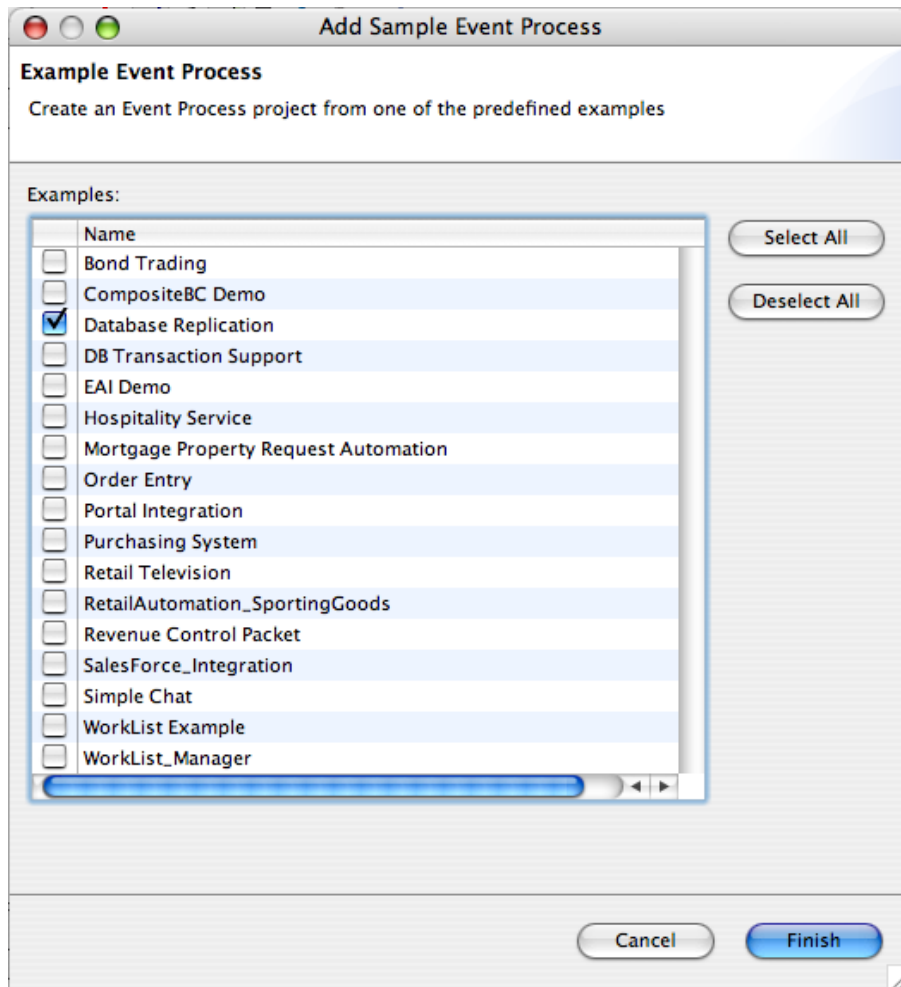 Add Sample Event Process
Example Event Process
Create an Event Process project from one of the predefined examples
Examples:
Name
Select All
Bond Trading
CompositeBC Demo
Deselect All
Database Replication
DB Transaction Support
EAI Demo
Hospitality Service
Mortgage Property Request Automation
Order Entry
Portal Integration
Purchasing System
Retail Television
RetailAutomation_SportingGoods
Revenue Control Packet
SalesForce_Integration
Simple Chat
WorkList Example
WorkList_Manager
Cancel
Finish